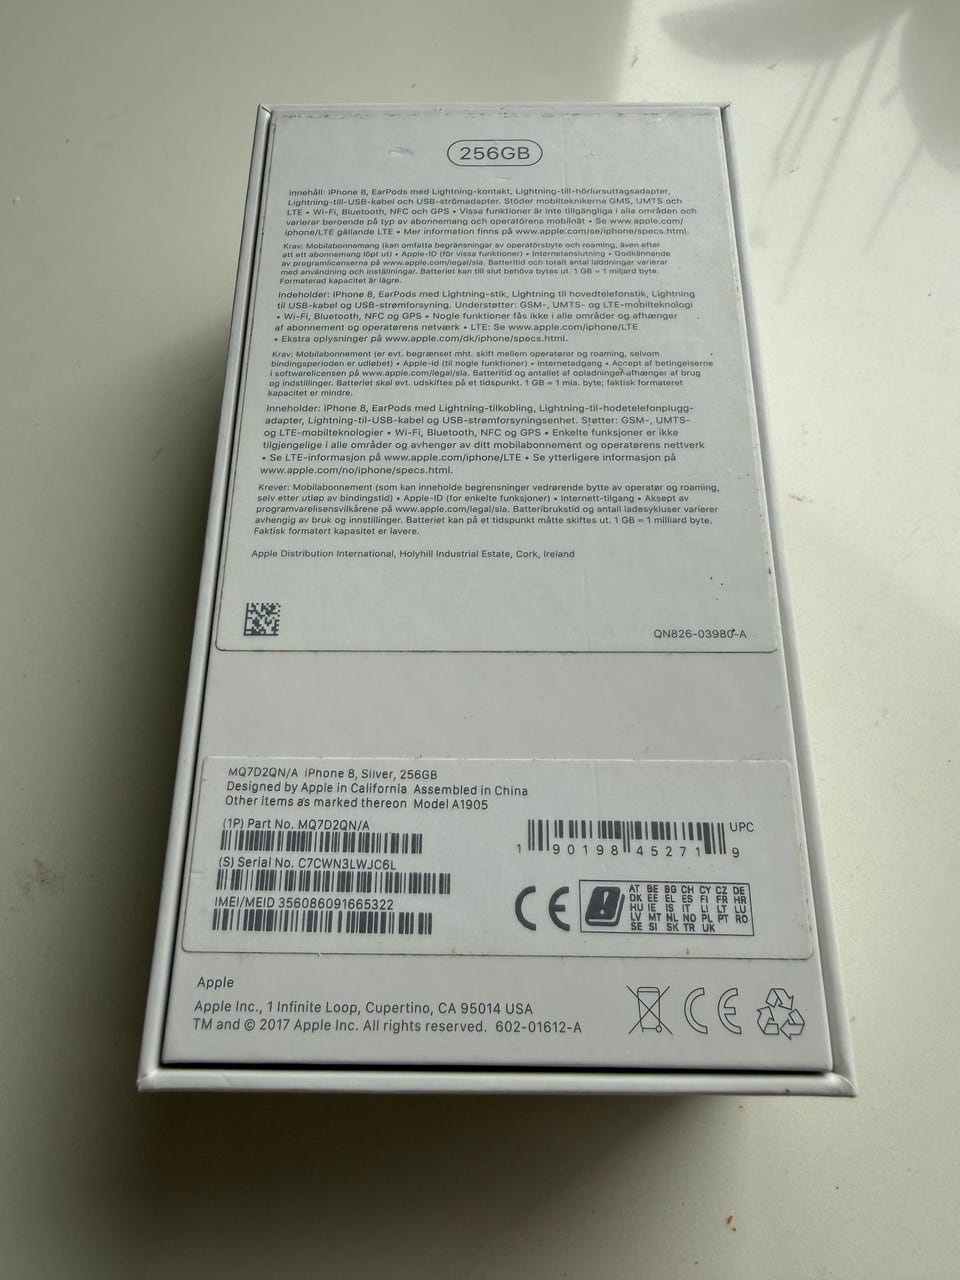 256GB
Innehåll: iPhone 8, EarPods med Lightning-kontakt, Lightning-till-hörlursuttagsadapter,
Lightning-till-USB-kabel och USB-strömadapter. Stöder mobilteknikerna GMS, UMTS och
LTE • Wi-Fi, Bluetooth, NFC och GPS • Vissa funktioner är inte tillgängliga i alla områden och
varierar beroende på typ av abonnemang och operatörens mobilnät • Se www.apple.com/
iphone/LTE gällande LTE • Mer information finns på www.apple.com/se/iphone/specs.html.
Krav: Mobilabonnemang (kan omfatta begränsningar av operatörsbyte och roaming, även efter
att ett abonnemang löpt ut) • Apple-ID (för vissa funktioner) • Internetanslutning • Godkännande
av programlicenserna på www.apple.com/legal/sla. Batteritid och totalt antal laddningar varierar
med användning och inställningar. Batteriet kan till slut behöva bytas ut. 1 GB = 1 miljard byte.
Formaterad kapacitet är lägre.
Indeholder: iPhone 8, EarPods med Lightning-stik, Lightning til hovedtelefonstik, Lightning
til USB-kabel og USB-strømforsyning. Understøtter: GSM-, UMTS- og LTE-mobilteknologi
• Wi-Fi, Bluetooth, NFC og GPS • Nogle funktioner fås ikke i alle områder og afhænger
af abonnement og operatørens netværk • LTE: Se www.apple.com/iphone/LTE
• Ekstra oplysninger på www.apple.com/dk/iphone/specs.html.
Krav: Mobilabonnement (er evt. begrænset mht. skift mellem operatører og roaming, selvom
bindingsperioden er udløbet) • Apple-id (til nogle funktioner) • Internetadgang • Accept af betingelserne
i softwarelicensen på www.apple.com/legal/sla. Batteritid og antallet af opladninger afhænger af brug
og indstillinger. Batteriet skal evt. udskiftes på et tidspunkt. 1 GB = 1 mia. byte; faktisk formateret
kapacitet er mindre.
Inneholder: iPhone 8, EarPods med Lightning-tilkobling, Lightning-til-hodetelefonplugg-
adapter, Lightning-til-USB-kabel og USB-strømforsyningsenhet. Støtter: GSM-, UMTS-
og LTE-mobilteknologier • Wi-Fi, Bluetooth, NFC og GPS • Enkelte funksjoner er ikke
tilgjengelige i alle områder og avhenger av ditt mobilabonnement og operatørens nettverk
• Se LTE-informasjon på www.apple.com/iphone/LTE • Se ytterligere informasjon på
www.apple.com/no/iphone/specs.html.
Krever: Mobilabonnement (som kan inneholde begrensninger vedrørende bytte av operatør og roaming,
selv etter utløp av bindingstid) • Apple-ID (for enkelte funksjoner) • Internett-tilgang • Aksept av
programvarelisensvilkårene på www.apple.com/legal/sla. Batteribrukstid og antall ladesykluser varierer
avhengig av bruk og innstillinger. Batteriet kan på et tidspunkt måtte skiftes ut. 1 GB = 1 milliard byte.
Faktisk formatert kapasitet er lavere.
Apple Distribution International, Holyhill Industrial Estate, Cork, Ireland
QN826-03980-A
MQ7D2QN/A iPhone 8, Silver, 256GB
Designed by Apple in California Assembled in China
Other items as marked thereon Model A1905
(1P) Part No. MQ7D2QN/A
(S) Serial No. C7CWN3LWJC6L
IMEI/MEID 356086091665322
UPC
1 90198 45271 9
CE
AT BE BG CH CY CZ DE
DK EE EL ES FI FR HR
HU IE IS IT LI LT LU
LV MT NL NO PL PT RO
SE SI SK TR UK
Apple
Apple Inc., 1 Infinite Loop, Cupertino, CA 95014 USA
TM and © 2017 Apple Inc. All rights reserved. 602-01612-A
CE